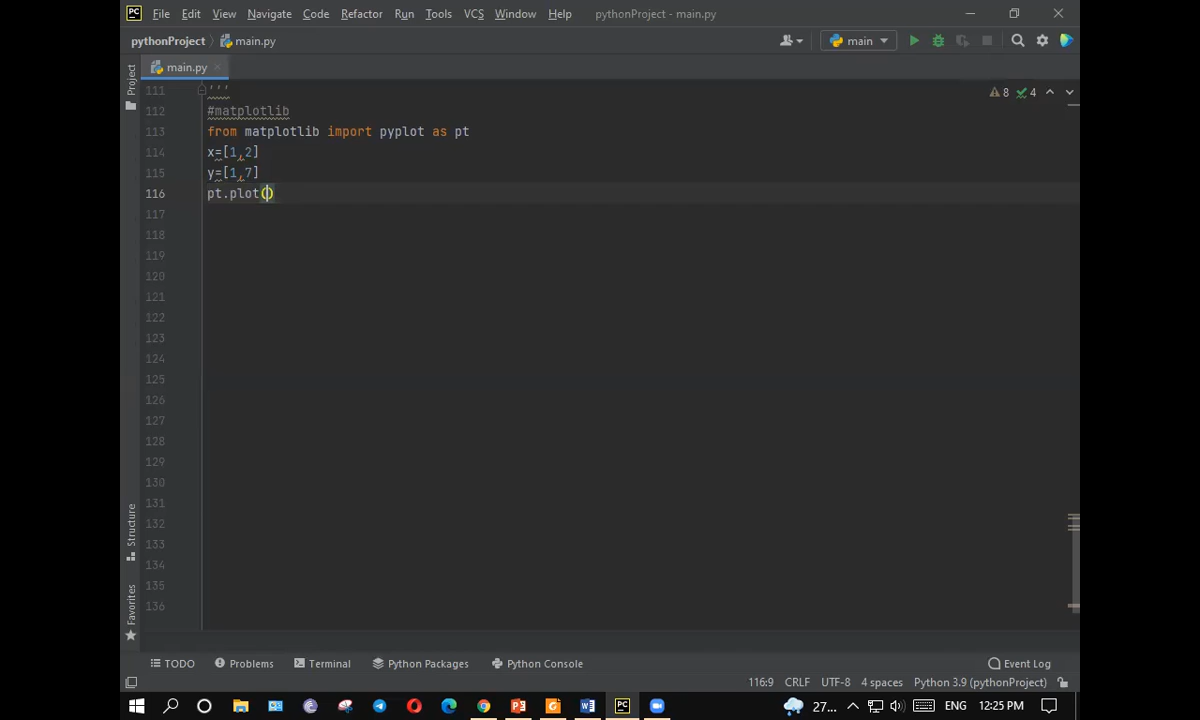 PC File Edit View Navigate Code Refactor Run Tools VCS Window Help pythonProject - main.py
pythonProject main.py main
Project main.py
111 '''
8 4
112 #matplotlib
113 from matplotlib import pyplot as pt
114 x=[1,2]
115 y=[1,7]
116 pt.plot()
117
118
119
120
121
122
123
124
125
126
127
128
129
130
131
132
133
134
135
136
Structure
Favorites
TODO Problems Terminal Python Packages Python Console Event Log
116:9 CRLF UTF-8 4 spaces Python 3.9 (pythonProject)
PC 27... ENG 12:25 PM